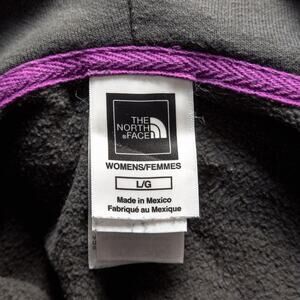 THE
NORTH
FACE
WOMENS/FEMMES
L/G
Made in Mexico
Fabriqué au Mexique